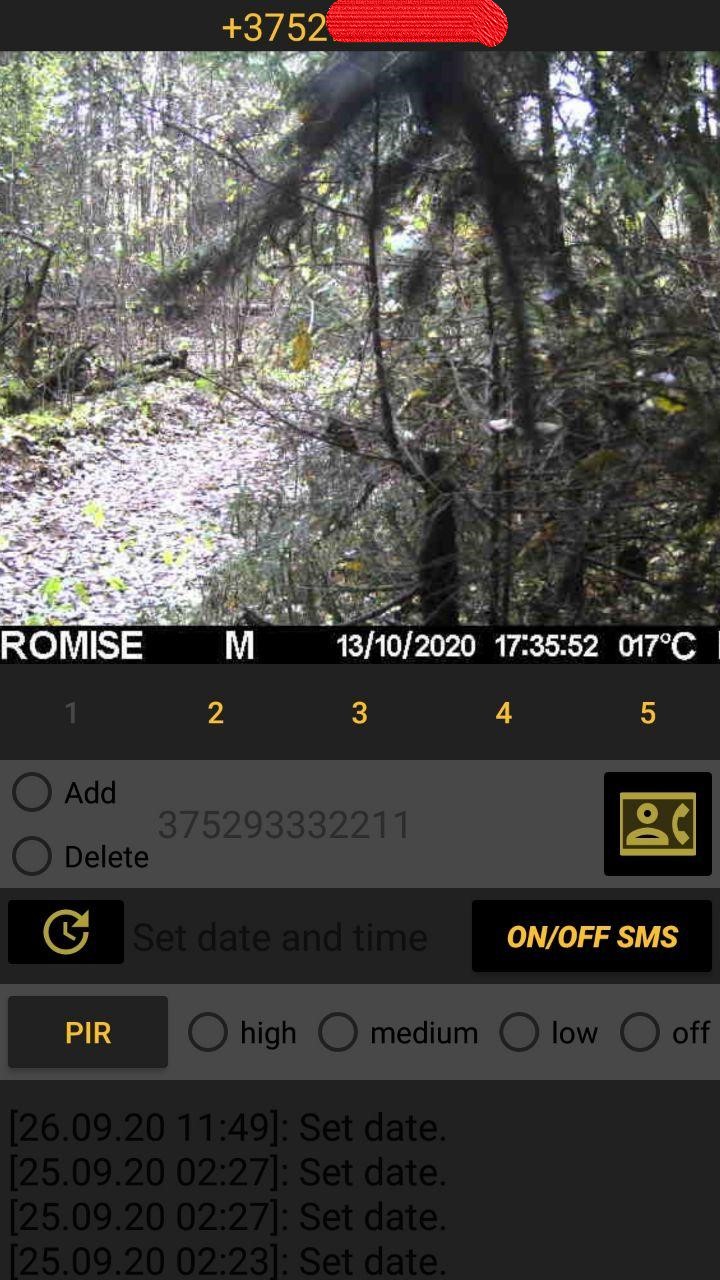 +3752
ROMISE M 13/10/2020 17:35:52 017°C
1 2 3 4 5
Add
375293332211
Delete
Set date and time ON/OFF SMS
PIR high medium low off
[26.09.20 11:49]: Set date.
[25.09.20 02:27]: Set date.
[25.09.20 02:27]: Set date.
[25.09.20 02:23]: Set date.